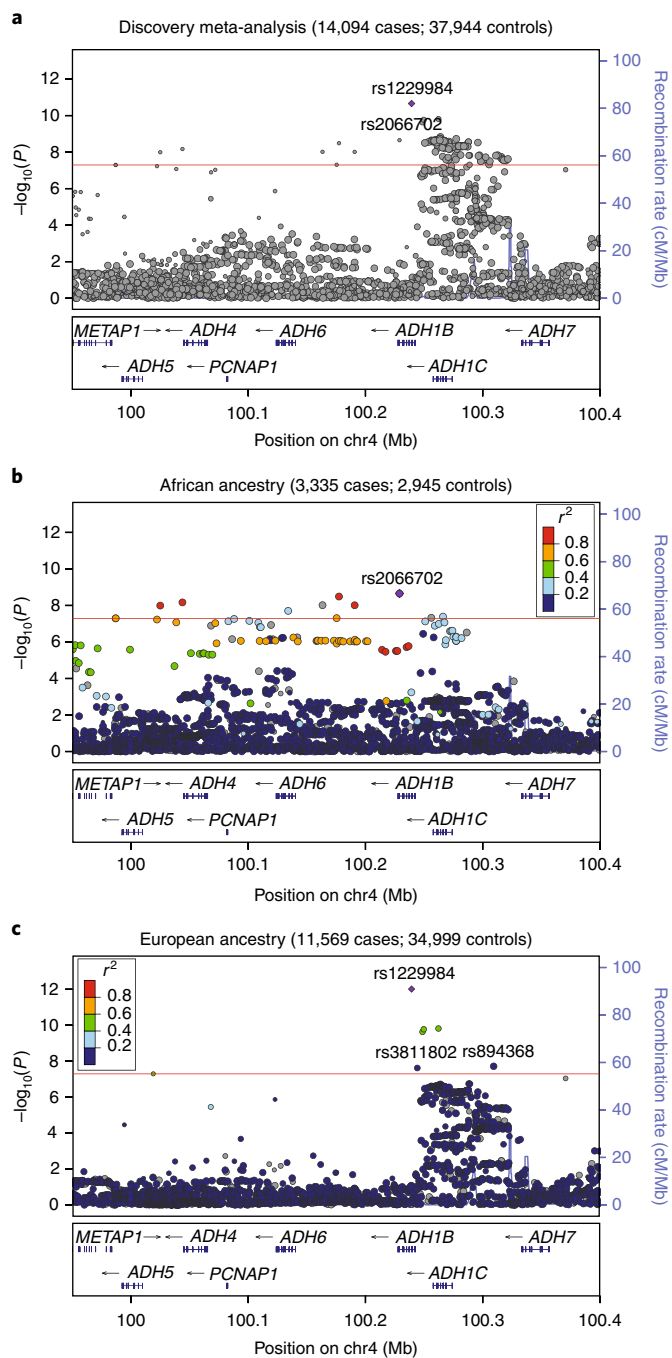 a
Discovery meta-analysis (14,094 cases; 37,944 controls)
12
10
8
6
4
2
0
–log10(P)
rs1229984
rs2066702
100
80
60
40
20
0
Recombination rate (cM/Mb)
METAP1 → ← ADH4 ← ADH6 ← ADH1B ← ADH7
← ADH5 ← PCNAP1 ← ADH1C
100 100.1 100.2 100.3 100.4
Position on chr4 (Mb)
b
African ancestry (3,335 cases; 2,945 controls)
12
10
8
6
4
2
0
–log10(P)
rs2066702
r2
0.8
0.6
0.4
0.2
100
80
60
40
20
0
Recombination rate (cM/Mb)
METAP1 → ← ADH4 ← ADH6 ← ADH1B ← ADH7
← ADH5 ← PCNAP1 ← ADH1C
100 100.1 100.2 100.3 100.4
Position on chr4 (Mb)
c
European ancestry (11,569 cases; 34,999 controls)
12
10
8
6
4
2
0
–log10(P)
r2
0.8
0.6
0.4
0.2
rs1229984
rs3811802 rs894368
100
80
60
40
20
0
Recombination rate (cM/Mb)
METAP1 → ← ADH4 ← ADH6 ← ADH1B ← ADH7
← ADH5 ← PCNAP1 ← ADH1C
100 100.1 100.2 100.3 100.4
Position on chr4 (Mb)